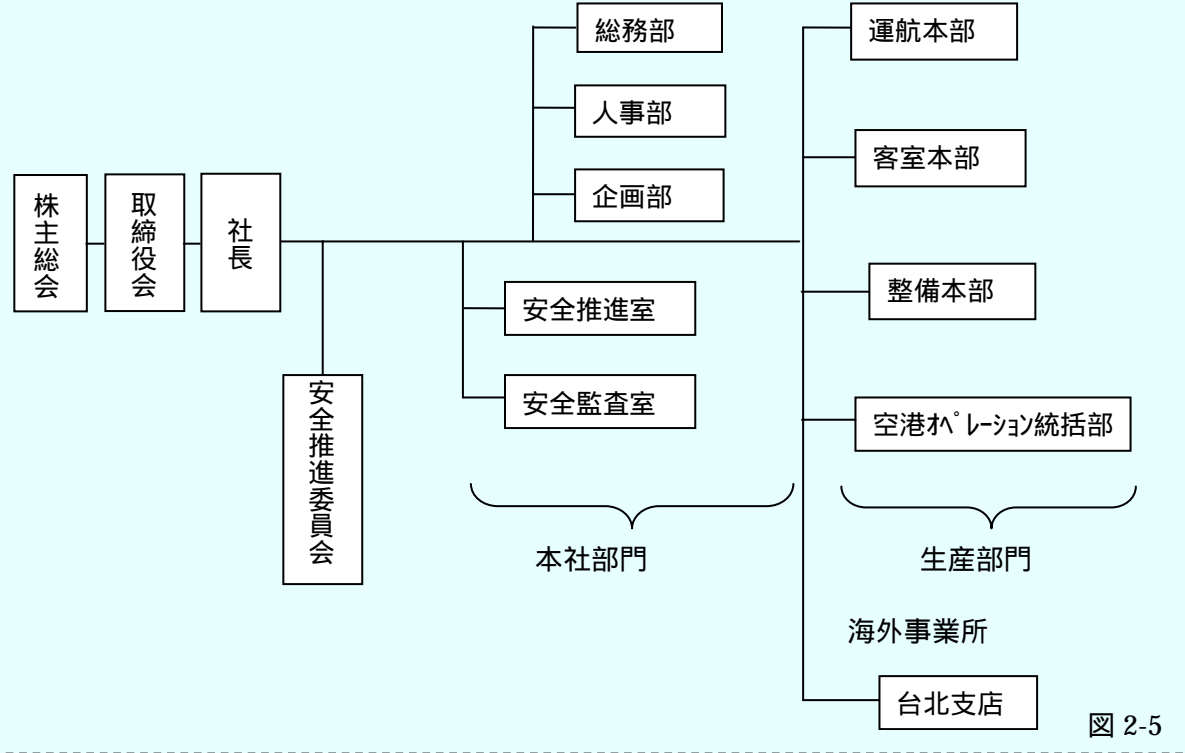 株主総会
取締役会
社長
安全推進委員会
総務部
人事部
企画部
安全推進室
安全監査室
本社部門
運航本部
客室本部
整備本部
空港ｵﾍﾟﾚｰｼｮﾝ統括部
生産部門
海外事業所
台北支店
図 2-5